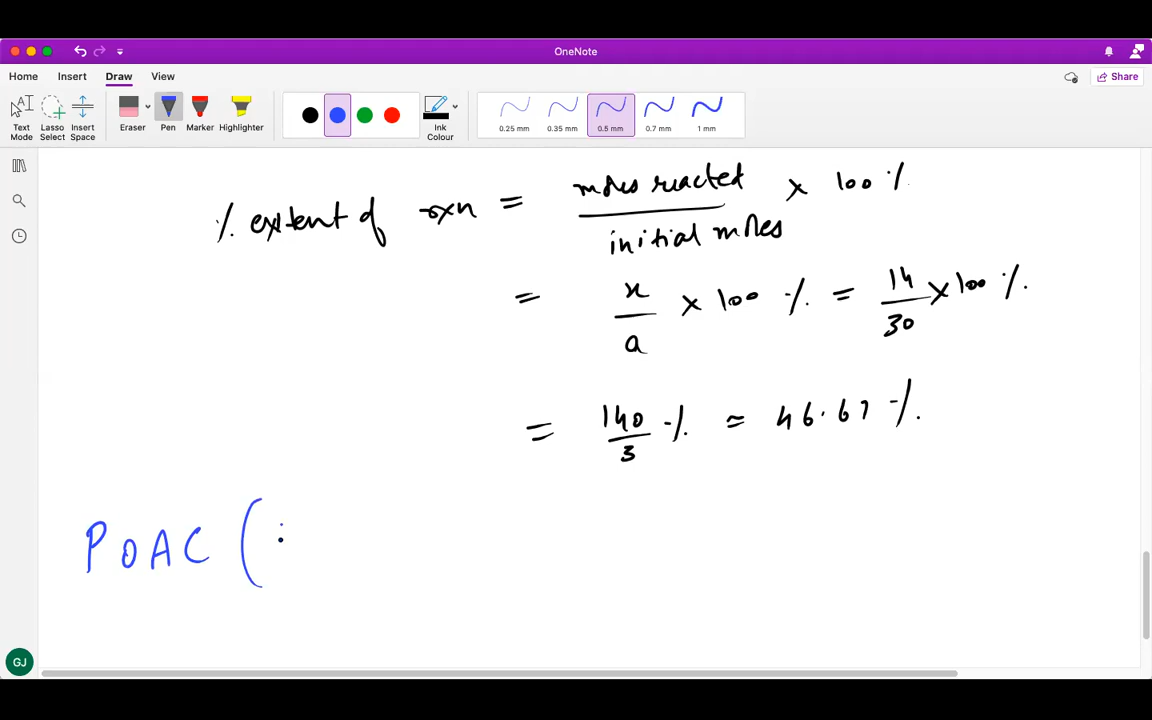 OneNote
Home Insert Draw View
Share
Text Mode
Lasso Select
Insert Space
Eraser
Pen
Marker
Highlighter
Ink Colour
0.25 mm
0.35 mm
0.5 mm
0.7 mm
1 mm
% extent of rxn = moles reacted / initial moles × 100 %
= x / a × 100 % = 14 / 30 × 100 %
= 140 / 3 % = 46.67 %
POAC (
GJ